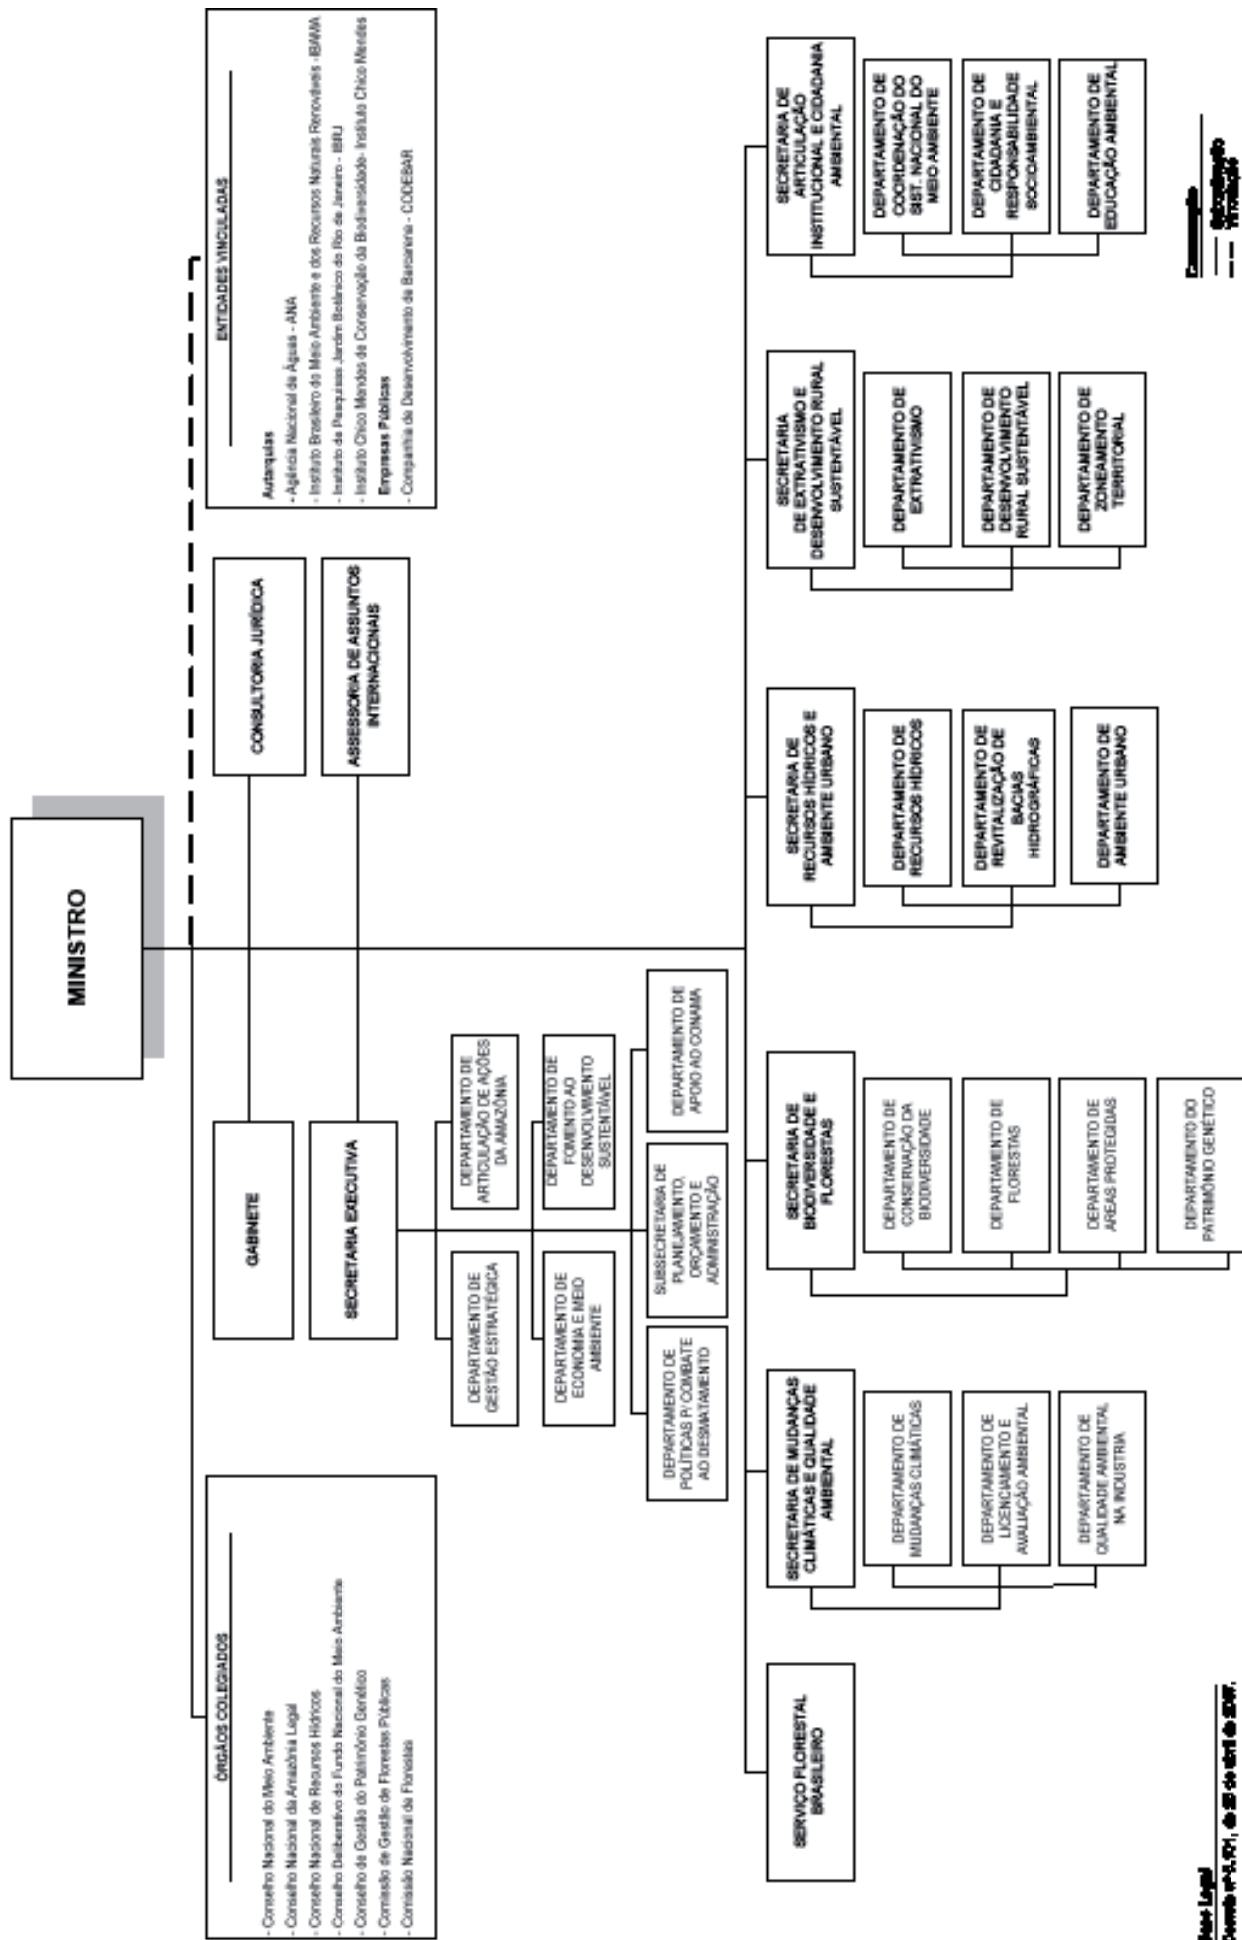 MINISTRO
ÓRGÃOS COLEGIADOS
- Conselho Nacional do Meio Ambiente
- Conselho Nacional da Amazônia Legal
- Conselho Nacional de Recursos Hídricos
- Conselho Deliberativo do Fundo Nacional do Meio Ambiente
- Conselho de Gestão do Patrimônio Genético
- Comissão de Gestão de Florestas Públicas
- Comissão Nacional de Florestas
GABINETE
CONSULTORIA JURÍDICA
SECRETARIA EXECUTIVA
ASSESSORIA DE ASSUNTOS
INTERNACIONAIS
ENTIDADES VINCULADAS
Autarquias
- Agência Nacional de Águas - ANA
- Instituto Brasileiro do Meio Ambiente e dos Recursos Naturais Renováveis - IBAMA
- Instituto de Pesquisas Jardim Botânico do Rio de Janeiro - IBRJ
- Instituto Chico Mendes de Conservação da Biodiversidade- Instituto Chico Mendes
Empresas Públicas
- Companhia de Desenvolvimento de Barcarena - CODEBAR
DEPARTAMENTO DE
GESTÃO ESTRATÉGICA
DEPARTAMENTO DE
ARTICULAÇÃO DE AÇÕES
DA AMAZÔNIA
DEPARTAMENTO DE
ECONOMIA E MEIO
AMBIENTE
DEPARTAMENTO DE
FOMENTO AO
DESENVOLVIMENTO
SUSTENTÁVEL
DEPARTAMENTO DE
POLÍTICAS P/ COMBATE
AO DESMATAMENTO
SUBSECRETARIA DE
PLANEJAMENTO,
ORÇAMENTO E
ADMINISTRAÇÃO
DEPARTAMENTO DE
APOIO AO CONAMA
SERVIÇO FLORESTAL
BRASILEIRO
SECRETARIA DE MUDANÇAS
CLIMÁTICAS E QUALIDADE
AMBIENTAL
DEPARTAMENTO DE
MUDANÇAS CLIMÁTICAS
DEPARTAMENTO DE
LICENCIAMENTO E
AVALIAÇÃO AMBIENTAL
DEPARTAMENTO DE
QUALIDADE AMBIENTAL
NA INDUSTRIA
SECRETARIA DE
BIODIVERSIDADE E
FLORESTAS
DEPARTAMENTO DE
CONSERVAÇÃO DA
BIODIVERSIDADE
DEPARTAMENTO DE
FLORESTAS
DEPARTAMENTO DE
AREAS PROTEGIDAS
DEPARTAMENTO DO
PATRIMÔNIO GENÉTICO
SECRETARIA DE
RECURSOS HÍDRICOS E
AMBIENTE URBANO
DEPARTAMENTO DE
RECURSOS HÍDRICOS
DEPARTAMENTO DE
REVITALIZAÇÃO DE
BACIAS
HIDROGRÁFICAS
DEPARTAMENTO DE
AMBIENTE URBANO
SECRETARIA
DE EXTRATIVISMO E
DESENVOLVIMENTO RURAL
SUSTENTÁVEL
DEPARTAMENTO DE
EXTRATIVISMO
DEPARTAMENTO DE
DESENVOLVIMENTO
RURAL SUSTENTÁVEL
DEPARTAMENTO DE
ZONEAMENTO
TERRITORIAL
SECRETARIA DE
ARTICULAÇÃO
INSTITUCIONAL E CIDADANIA
AMBIENTAL
DEPARTAMENTO DE
COORDENAÇÃO DO
SIST. NACIONAL DO
MEIO AMBIENTE
DEPARTAMENTO DE
CIDADANIA E
RESPONSABILIDADE
SOCIOAMBIENTAL
DEPARTAMENTO DE
EDUCAÇÃO AMBIENTAL
Base Legal
Subordinação
Vinculação